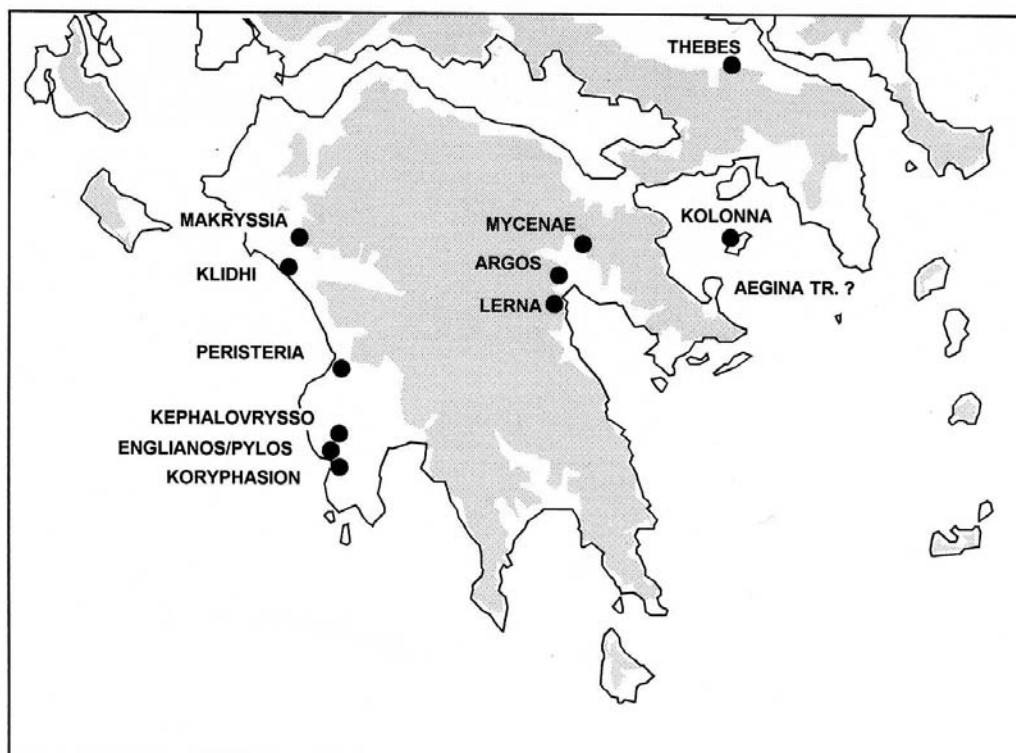 THEBES
MAKRYSSIA
MYCENAE
KOLONNA
KLIDHI
ARGOS
AEGINA TR. ?
LERNA
PERISTERIA
KEPHALOVRYSSO
ENGLIANOS/PYLOS
KORYPHASION